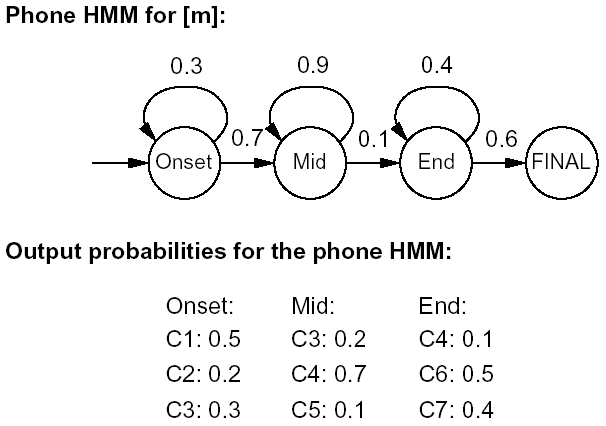 Phone HMM for [m]:
0.3 0.9 0.4
0.7 0.1 0.6
Onset Mid End FINAL
Output probabilities for the phone HMM:
Onset: Mid: End:
C1: 0.5 C3: 0.2 C4: 0.1
C2: 0.2 C4: 0.7 C6: 0.5
C3: 0.3 C5: 0.1 C7: 0.4